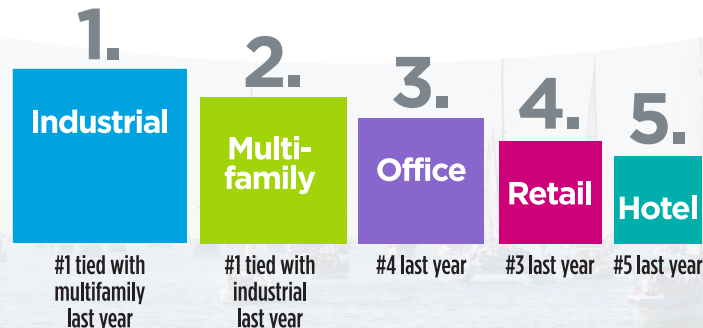 1.
Industrial
#1 tied with
multifamily
last year
2.
Multi-
family
#1 tied with
industrial
last year
3.
Office
#4 last year
4.
Retail
#3 last year
5.
Hotel
#5 last year